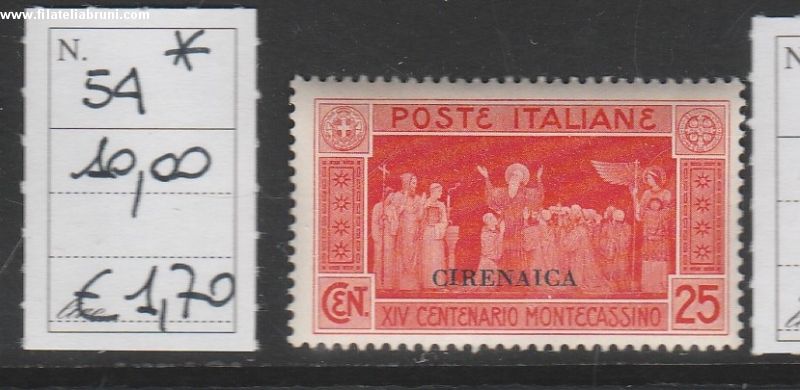 www.filateliabruni.com
N.
54 *
10,00
€ 1,70
POSTE ITALIANE
CIRENAICA
CENT. 25
XIV CENTENARIO MONTECASSINO
N